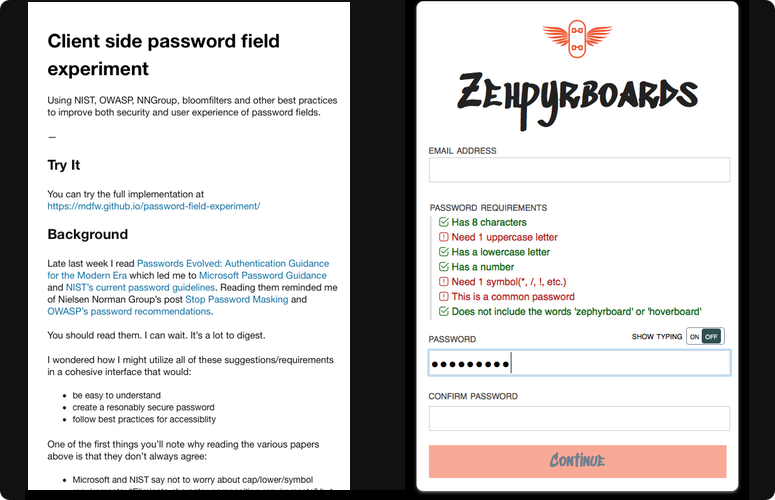 Client side password field
experiment
Using NIST, OWASP, NNGroup, bloomfilters and other best practices
to improve both security and user experience of password fields.
—
Try It
You can try the full implementation at
https://mdfw.github.io/password-field-experiment/
Background
Late last week I read Passwords Evolved: Authentication Guidance
for the Modern Era which led me to Microsoft Password Guidance
and NIST's current password guidelines. Reading them reminded me
of Nielsen Norman Group's post Stop Password Masking and
OWASP's password recommendations.
You should read them. I can wait. It's a lot to digest.
I wondered how I might utilize all of these suggestions/requirements
in a cohesive interface that would:
• be easy to understand
• create a resonably secure password
• follow best practices for accessiblity
One of the first things you'll note why reading the various papers
above is that they don't always agree:
• Microsoft and NIST say not to worry about cap/lower/symbol
ZEHPYRBOARDS
EMAIL ADDRESS
PASSWORD REQUIREMENTS
Has 8 characters
Need 1 uppercase letter
Has a lowercase letter
Has a number
Need 1 symbol(*, /, !, etc.)
This is a common password
Does not include the words 'zephyrboard' or 'hoverboard'
PASSWORD
SHOW TYPING ON OFF
●●●●●●●●●
CONFIRM PASSWORD
CONTINUE